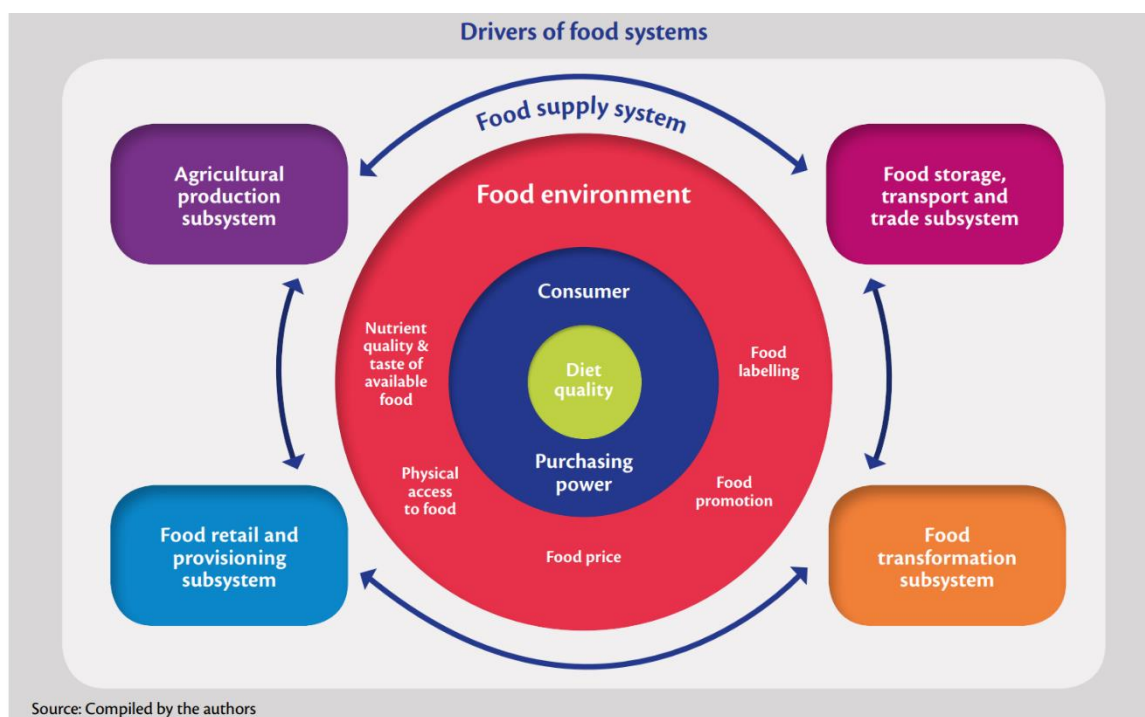 Drivers of food systems
Food supply system
Agricultural
production
subsystem
Food storage,
transport and
trade subsystem
Food environment
Consumer
Nutrient
quality &
taste of
available
food
Food
labelling
Diet
quality
Physical
access
to food
Purchasing
power
Food
promotion
Food price
Food retail and
provisioning
subsystem
Food
transformation
subsystem
Source: Compiled by the authors